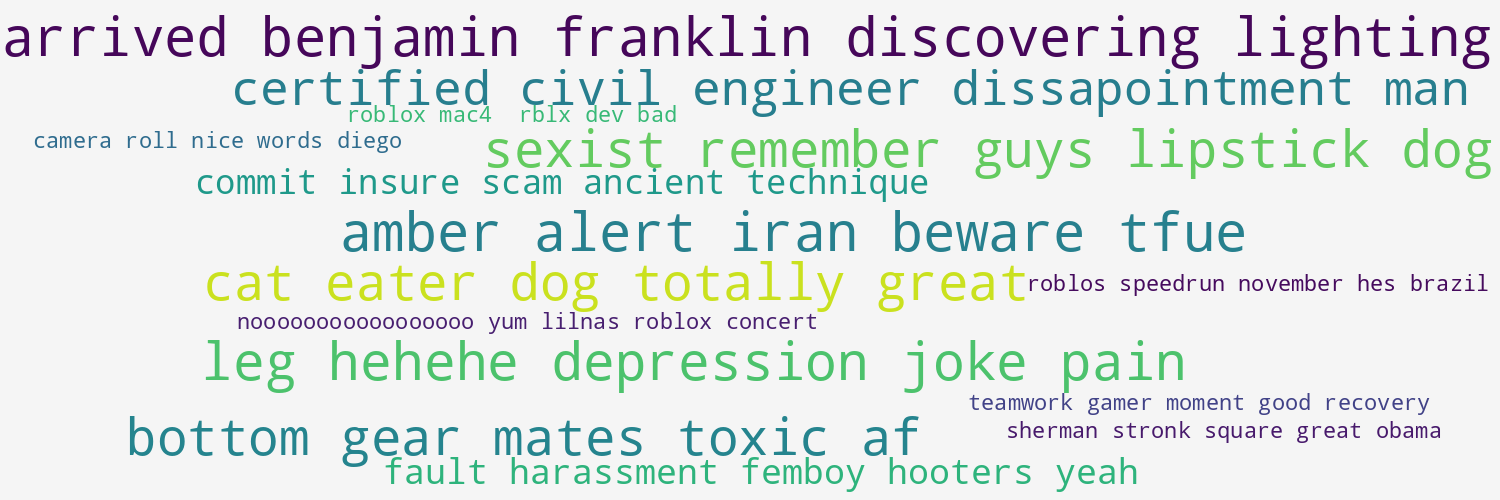 arrived benjamin franklin discovering lighting
certified civil engineer dissapointment man
roblox mac4  rblx dev bad
camera roll nice words diego
sexist remember guys lipstick dog
commit insure scam ancient technique
amber alert iran beware tfue
cat eater dog totally great
roblos speedrun november hes brazil
nooooooooooooooooo yum lilnas roblox concert
leg hehehe depression joke pain
teamwork gamer moment good recovery
bottom gear mates toxic af
sherman stronk square great obama
fault harassment femboy hooters yeah